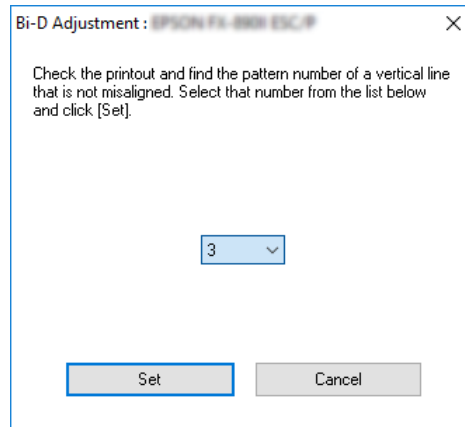 Bi-D Adjustment :
Check the printout and find the pattern number of a vertical line
that is not misaligned. Select that number from the list below
and click [Set].
3
Set
Cancel